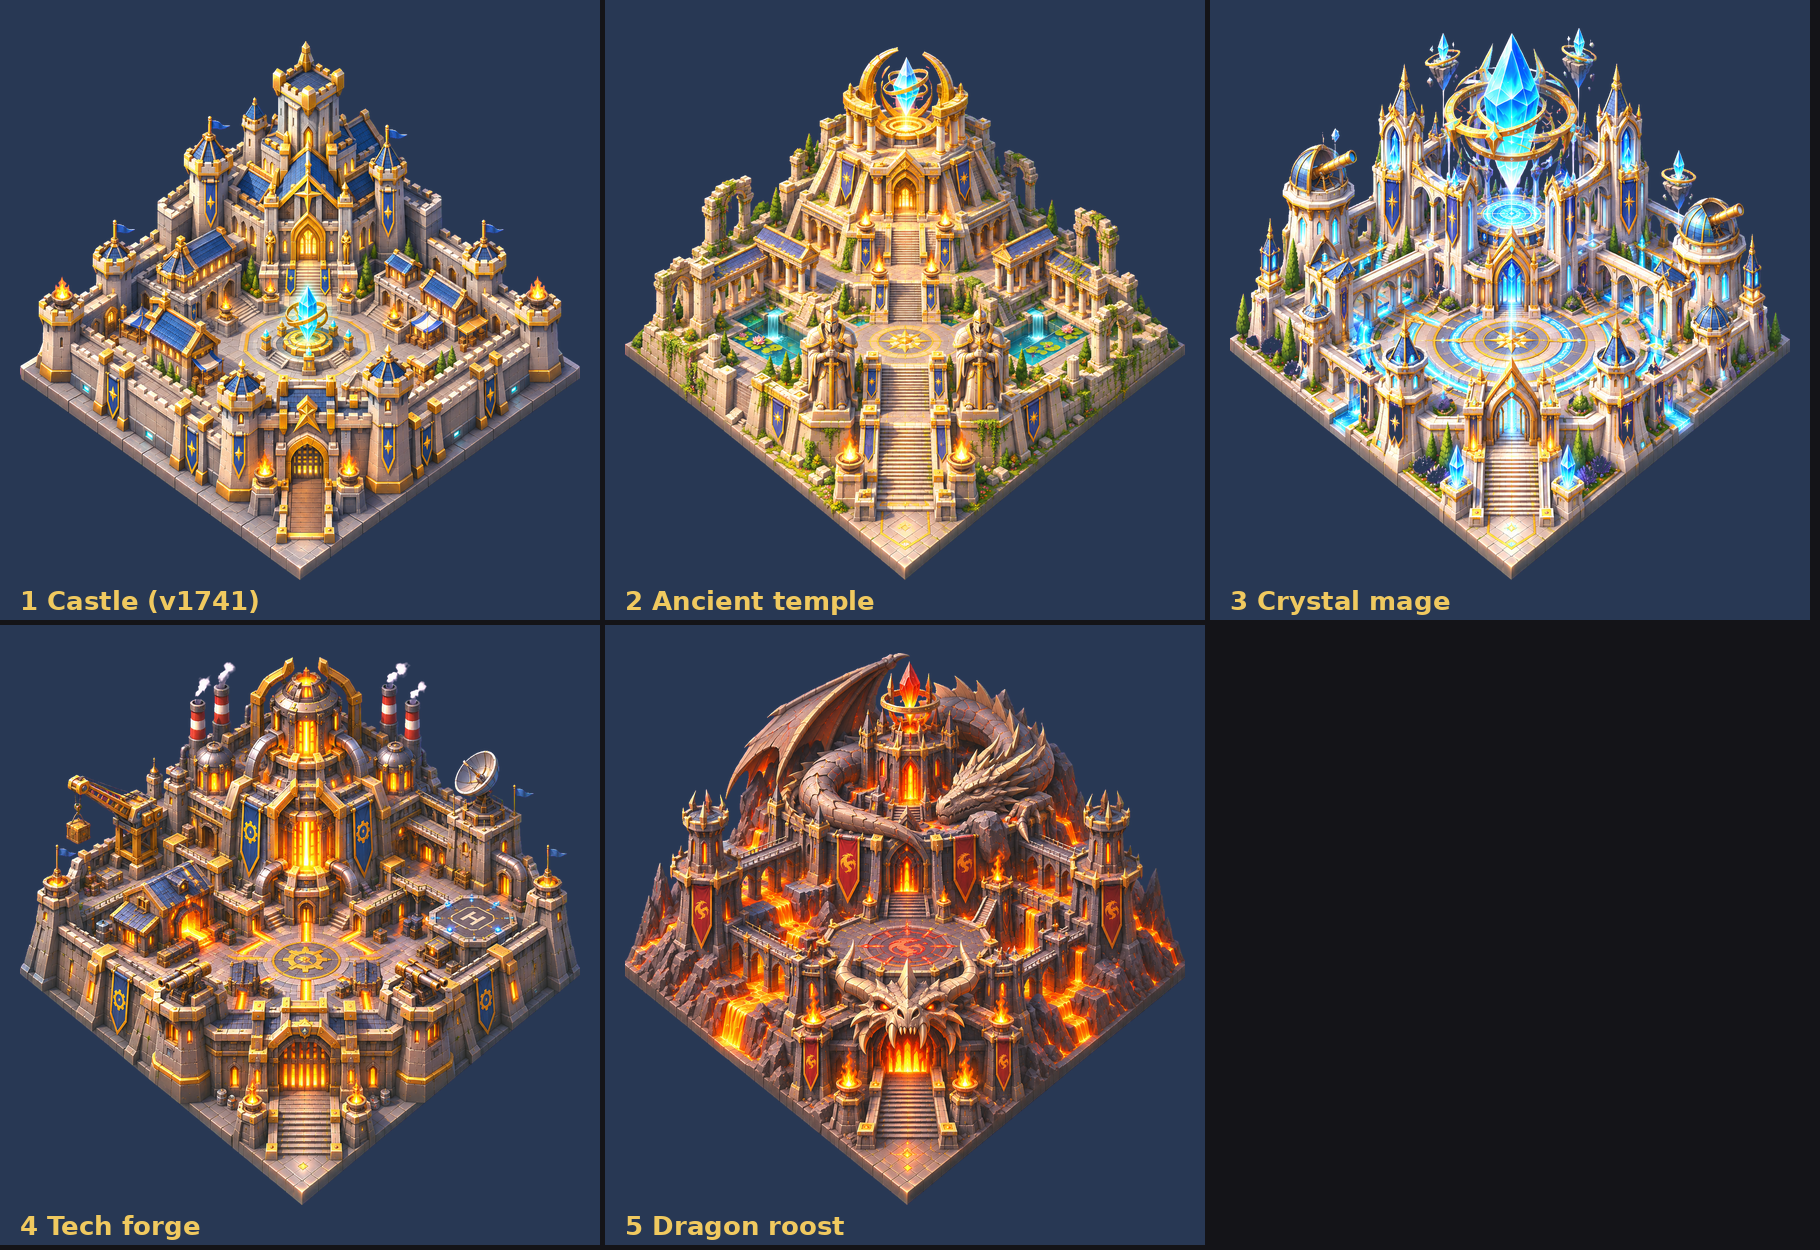 1 Castle (v1741)
2 Ancient temple
3 Crystal mage
4 Tech forge
H
5 Dragon roost